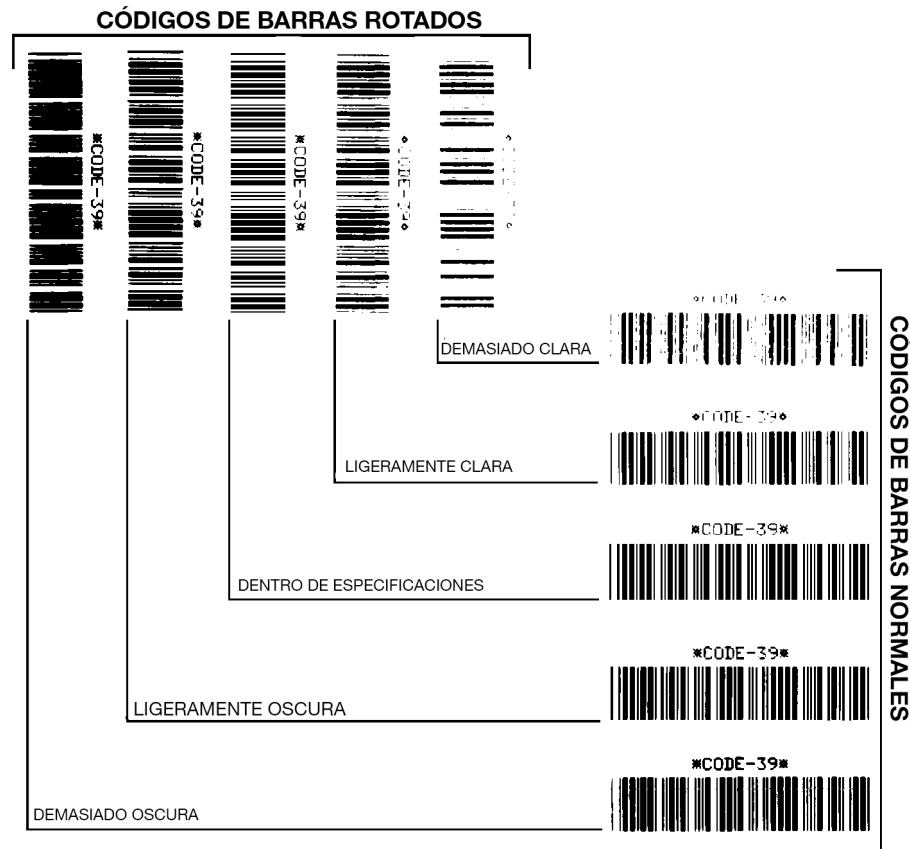 CÓDIGOS DE BARRAS ROTADOS
*CODE-39*
*CODE-39*
*CODE-39*
DEMASIADO CLARA
LIGERAMENTE CLARA
DENTRO DE ESPECIFICACIONES
*CODE-39*
LIGERAMENTE OSCURA
*CODE-39*
DEMASIADO OSCURA
*CODE-39*
CÓDIGOS DE BARRAS NORMALES